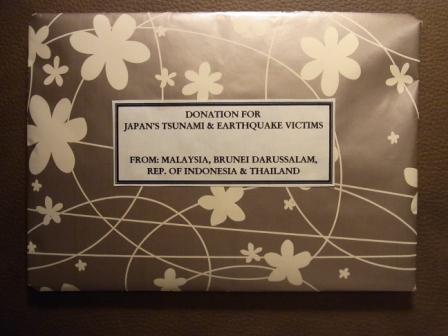 DONATION FOR
JAPAN'S TSUNAMI & EARTHQUAKE VICTIMS
FROM: MALAYSIA, BRUNEI DARUSSALAM,
REP. OF INDONESIA & THAILAND